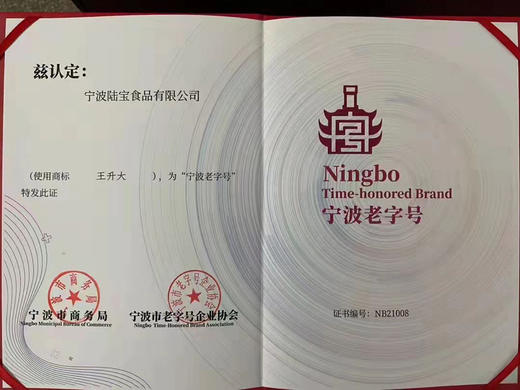 兹认定：
宁波陆宝食品有限公司
（使用商标 王升大 ），为“宁波老字号”
特发此证
宁波市商务局
Ningbo Municipal Bureau of Commerce
宁波市老字号企业协会
Ningbo Time-Honored Brand Association
Ningbo
Time-honored Brand
宁波老字号
证书编号：NB21008